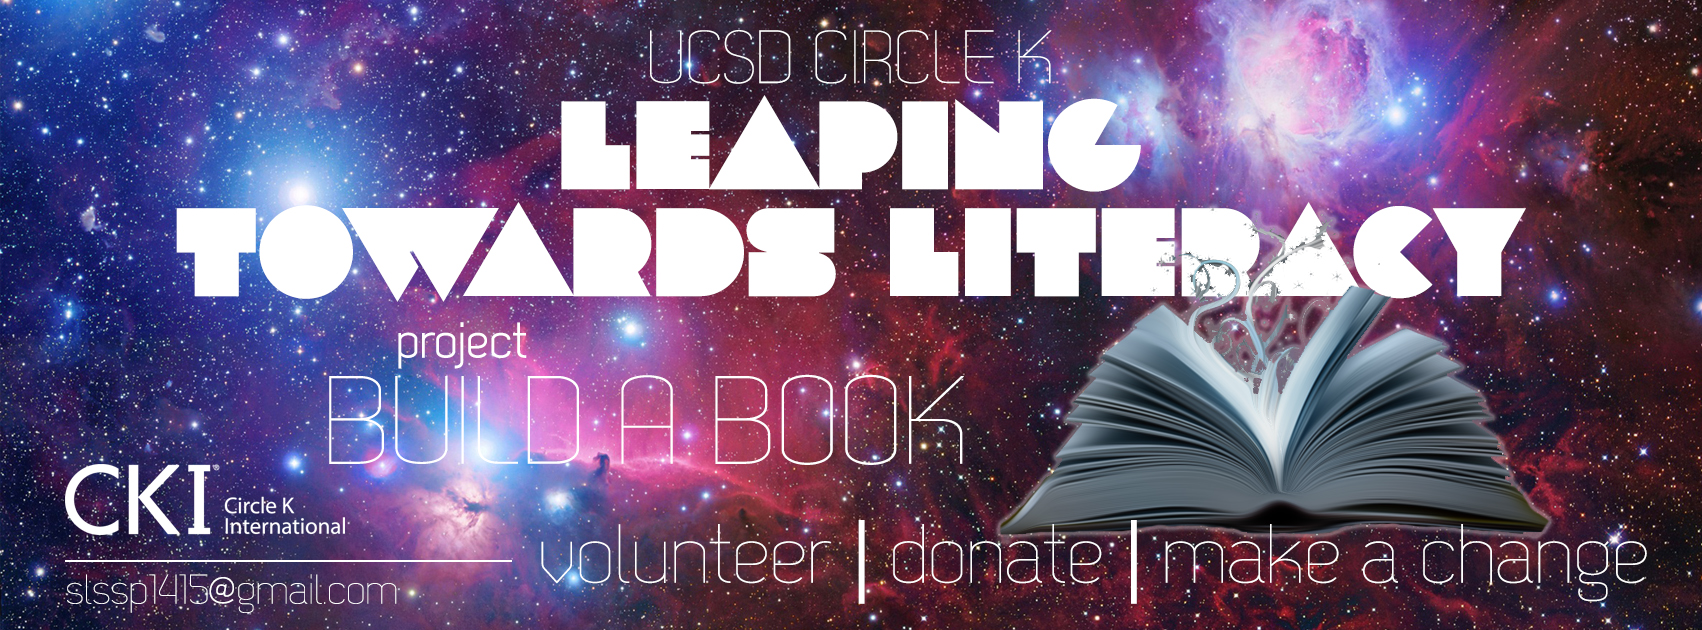 UCSD CIRCLE K
LEAPING
TOWARDS LITERACY
project
BUILD A BOOK
CKI®
Circle K
International
slssp1415@gmail.com
volunteer | donate | make a change